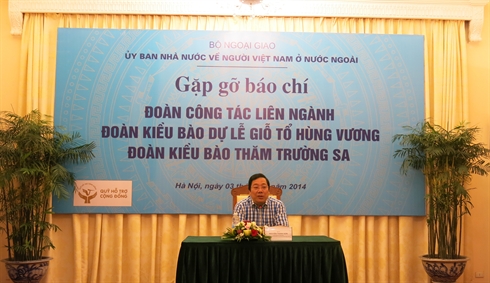 BỘ NGOẠI GIAO
ỦY BAN NHÀ NƯỚC VỀ NGƯỜI VIỆT NAM Ở NƯỚC NGOÀI
Gặp gỡ báo chí
ĐOÀN CÔNG TÁC LIÊN NGÀNH
ĐOÀN KIỀU BÀO DỰ LỄ GIỖ TỔ HÙNG VƯƠNG
ĐOÀN KIỀU BÀO THĂM TRƯỜNG SA
Hà Nội, ngày 03 năm 2014
QUỸ HỖ TRỢ
CỘNG ĐỒNG